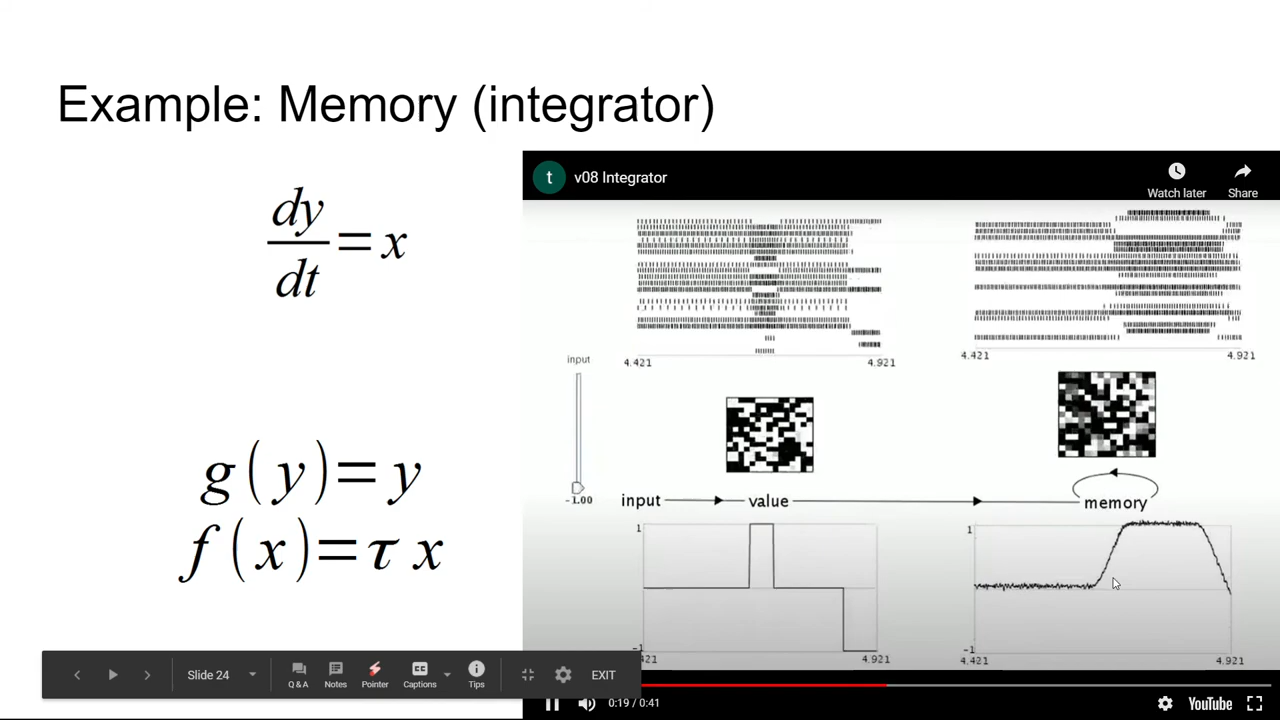 Example: Memory (integrator)
dy/dt = x
g(y) = y
f(x) = τ x
t
v08 Integrator
Watch later
Share
4.421
4.921
4.421
4.921
input
-1.00
input
value
memory
1
-1
4.921
1
-1
4.421
4.921
Slide 24
Q & A
Notes
Pointer
Captions
Tips
EXIT
0:19 / 0:41
YouTube